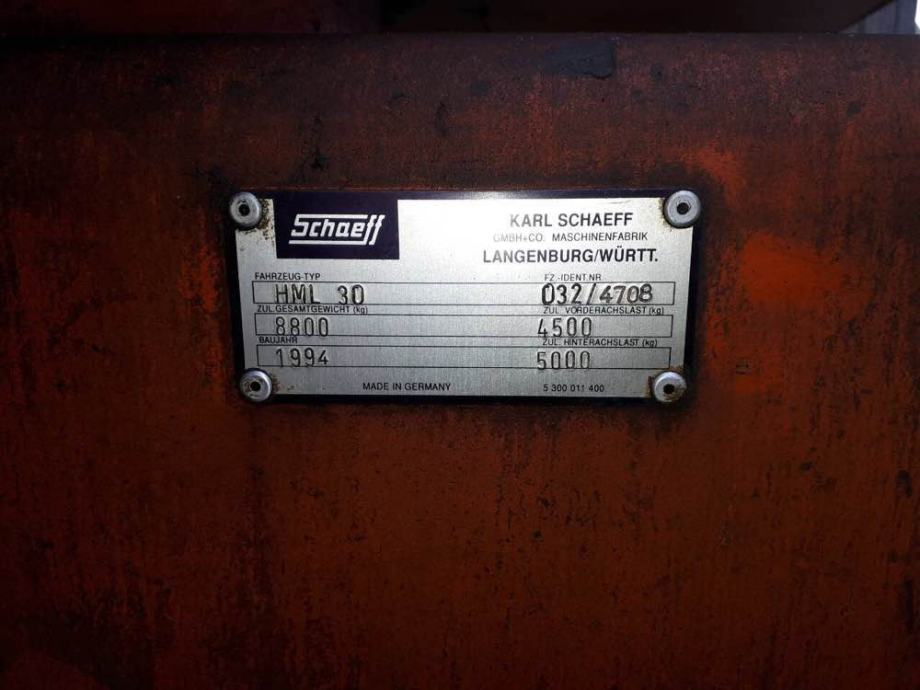 Schaeff
KARL SCHAEFF
GMBH+CO. MASCHINENFABRIK
LANGENBURG/WÜRTT.
FAHRZEUG-TYP FZ.-IDENT.NR
HML 30 032/4708
ZUL.GESAMTGEWICHT (kg) ZUL. VORDERACHSLAST (kg)
8800 4500
BAUJAHR ZUL. HINTERACHSLAST (kg)
1994 5000
MADE IN GERMANY 5 300 011 400